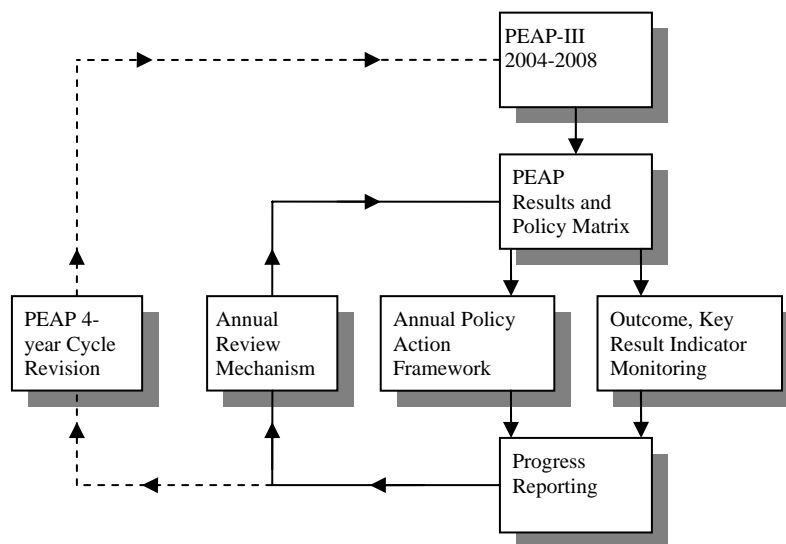 PEAP-III
2004-2008
PEAP
Results and
Policy Matrix
PEAP 4-
year Cycle
Revision
Annual
Review
Mechanism
Annual Policy
Action
Framework
Outcome, Key
Result Indicator
Monitoring
Progress
Reporting